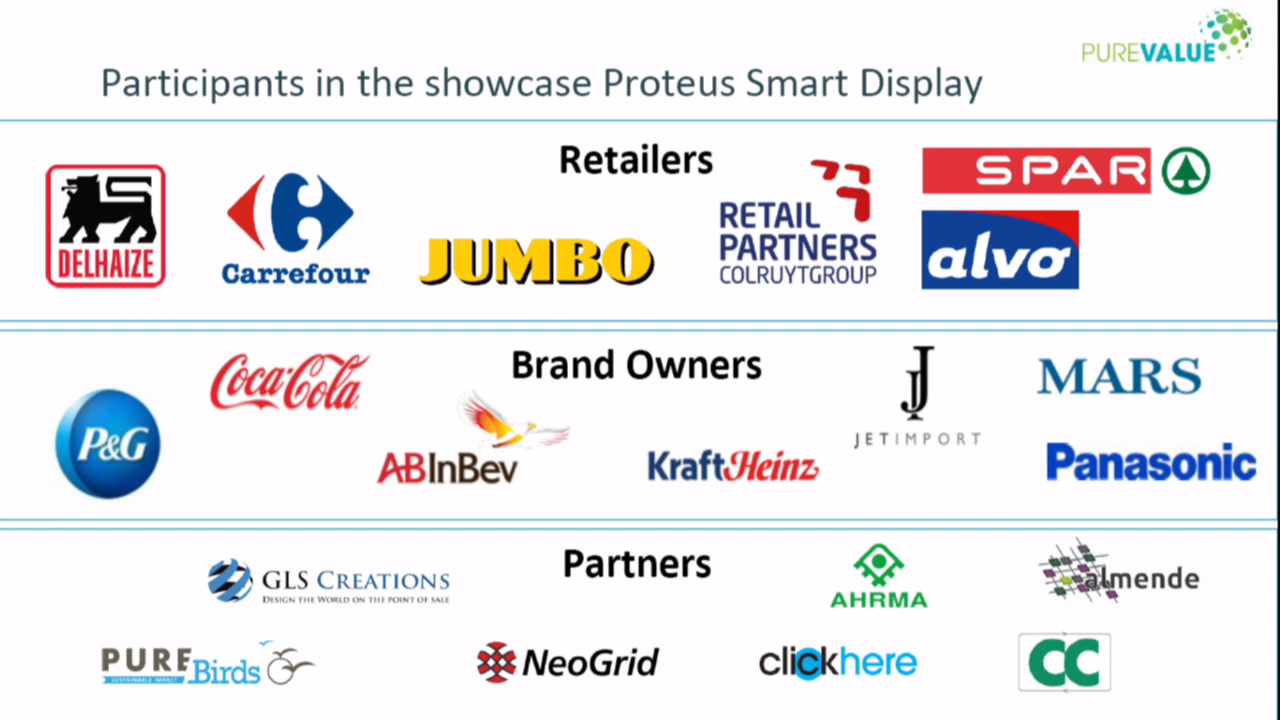 PUREVALUE
Participants in the showcase Proteus Smart Display
Retailers
DELHAIZE
Carrefour
JUMBO
RETAIL
PARTNERS
COLRUYTGROUP
SPAR
alvo
Brand Owners
P&G
Coca-Cola
ABInBev
KraftHeinz
JI
JETIMPORT
MARS
Panasonic
Partners
GLS CREATIONS
DESIGN THE WORLD ON THE POINT OF SALE
AHRMA
almende
PURE
SUSTAINABLE IMPACT
Birds
NeoGrid
clickhere
CC